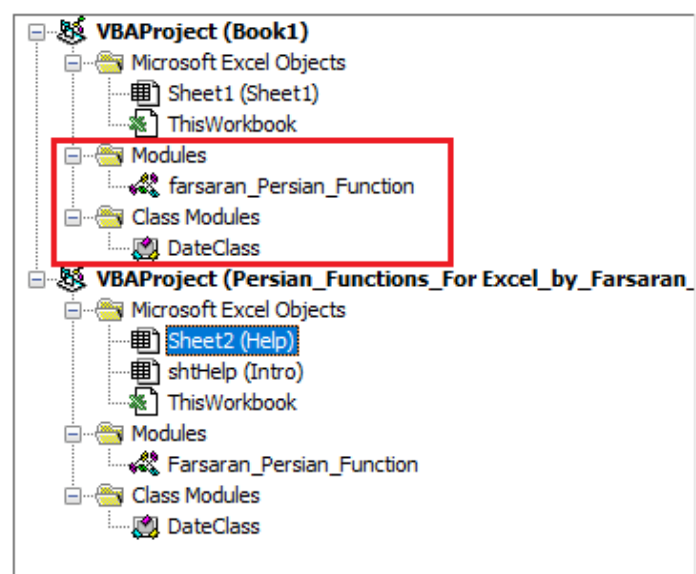 VBAProject (Book1)
Microsoft Excel Objects
Sheet1 (Sheet1)
ThisWorkbook
Modules
farsaran_Persian_Function
Class Modules
DateClass
VBAProject (Persian_Functions_For Excel_by_Farsaran_
Microsoft Excel Objects
Sheet2 (Help)
shtHelp (Intro)
ThisWorkbook
Modules
Farsaran_Persian_Function
Class Modules
DateClass